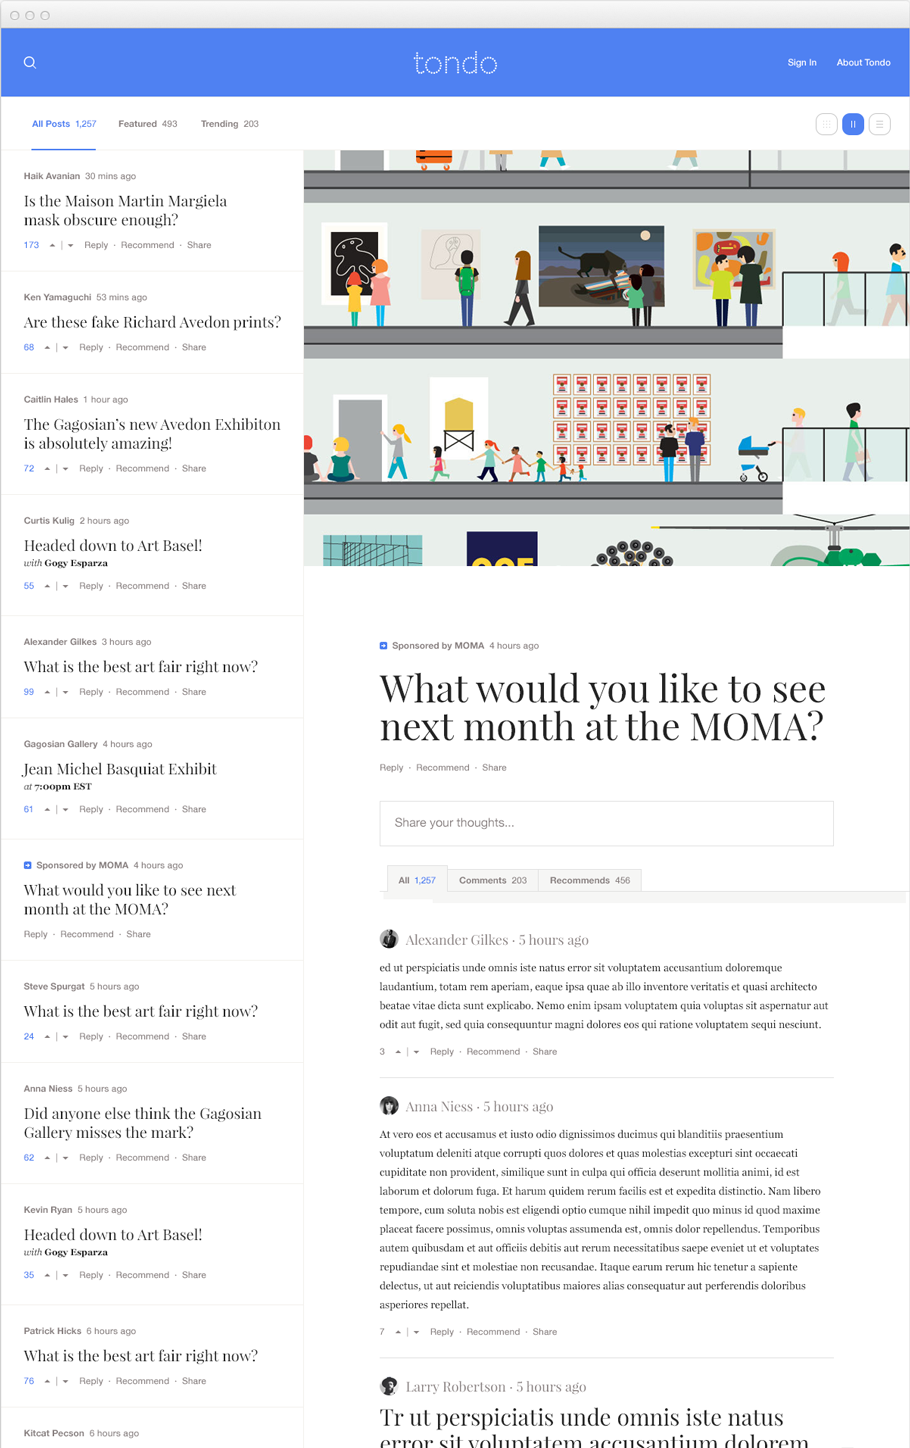 tondo
Sign In About Tondo
All Posts 1,257 Featured 493 Trending 203
Haik Avanian 30 mins ago
Is the Maison Martin Margiela
mask obscure enough?
173 Reply · Recommend · Share
Ken Yamaguchi 53 mins ago
Are these fake Richard Avedon prints?
68 Reply · Recommend · Share
Caitlin Hales 1 hour ago
The Gagosian's new Avedon Exhibiton
is absolutely amazing!
72 Reply · Recommend · Share
Curtis Kulig 2 hours ago
Headed down to Art Basel!
with Gogy Esparza
55 Reply · Recommend · Share
Alexander Gilkes 3 hours ago
What is the best art fair right now?
99 Reply · Recommend · Share
Gagosian Gallery 4 hours ago
Jean Michel Basquiat Exhibit
at 7:00pm EST
61 Reply · Recommend · Share
Sponsored by MOMA 4 hours ago
What would you like to see next
month at the MOMA?
Reply · Recommend · Share
Steve Spurgat 5 hours ago
What is the best art fair right now?
24 Reply · Recommend · Share
Anna Niess 5 hours ago
Did anyone else think the Gagosian
Gallery misses the mark?
62 Reply · Recommend · Share
Kevin Ryan 5 hours ago
Headed down to Art Basel!
with Gogy Esparza
35 Reply · Recommend · Share
Patrick Hicks 6 hours ago
What is the best art fair right now?
76 Reply · Recommend · Share
Kitcat Pecson 6 hours ago
Sponsored by MOMA 4 hours ago
What would you like to see
next month at the MOMA?
Reply · Recommend · Share
Share your thoughts...
All 1,257 Comments 203 Recommends 456
Alexander Gilkes · 5 hours ago
ed ut perspiciatis unde omnis iste natus error sit voluptatem accusantium doloremque
laudantium, totam rem aperiam, eaque ipsa quae ab illo inventore veritatis et quasi architecto
beatae vitae dicta sunt explicabo. Nemo enim ipsam voluptatem quia voluptas sit aspernatur aut
odit aut fugit, sed quia consequuntur magni dolores eos qui ratione voluptatem sequi nesciunt.
3 Reply · Recommend · Share
Anna Niess · 5 hours ago
At vero eos et accusamus et iusto odio dignissimos ducimus qui blanditiis praesentium
voluptatum deleniti atque corrupti quos dolores et quas molestias excepturi sint occaecati
cupiditate non provident, similique sunt in culpa qui officia deserunt mollitia animi, id est
laborum et dolorum fuga. Et harum quidem rerum facilis est et expedita distinctio. Nam libero
tempore, cum soluta nobis est eligendi optio cumque nihil impedit quo minus id quod maxime
placeat facere possimus, omnis voluptas assumenda est, omnis dolor repellendus. Temporibus
autem quibusdam et aut officiis debitis aut rerum necessitatibus saepe eveniet ut et voluptates
repudiandae sint et molestiae non recusandae. Itaque earum rerum hic tenetur a sapiente
delectus, ut aut reiciendis voluptatibus maiores alias consequatur aut perferendis doloribus
asperiores repellat.
7 Reply · Recommend · Share
Larry Robertson · 5 hours ago
Tr ut perspiciatis unde omnis iste natus
error sit voluptatem accusantium dolorem